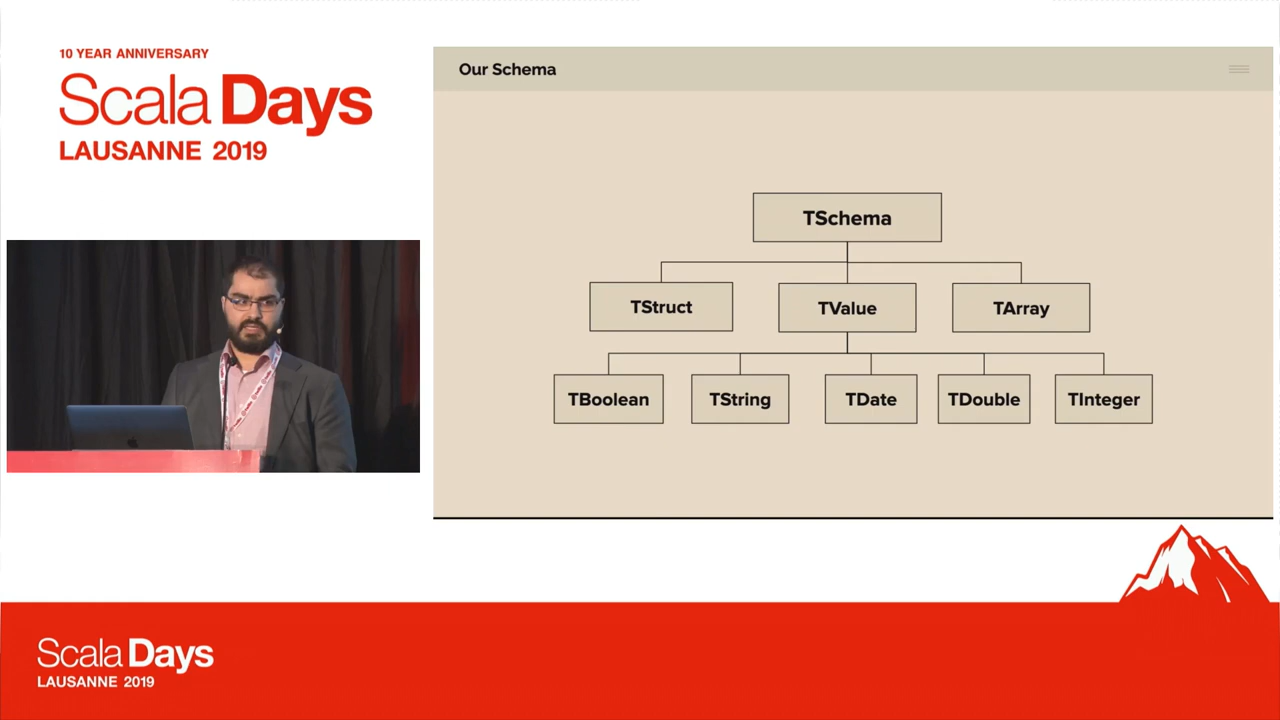 10 YEAR ANNIVERSARY
Scala Days
LAUSANNE 2019
Our Schema
TSchema
TStruct
TValue
TArray
TBoolean
TString
TDate
TDouble
TInteger
Scala Days
LAUSANNE 2019